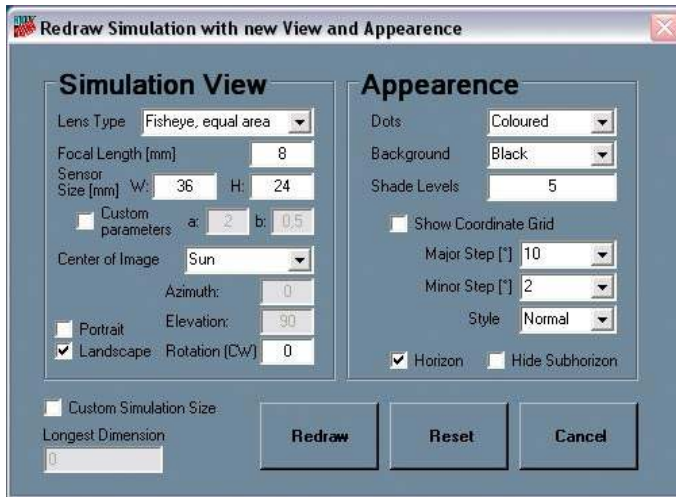 Redraw Simulation with new View and Appearence
Simulation View
Lens Type Fisheye, equal area
Focal Length [mm] 8
Sensor Size [mm] W: 36 H: 24
Custom parameters a: 2 b: 0,5
Center of Image Sun
Azimuth: 0
Elevation: 90
Portrait
Landscape Rotation (CW) 0
Appearence
Dots Coloured
Background Black
Shade Levels 5
Show Coordinate Grid
Major Step [°] 10
Minor Step [°] 2
Style Normal
Horizon Hide Subhorizon
Custom Simulation Size
Longest Dimension
0
Redraw Reset Cancel